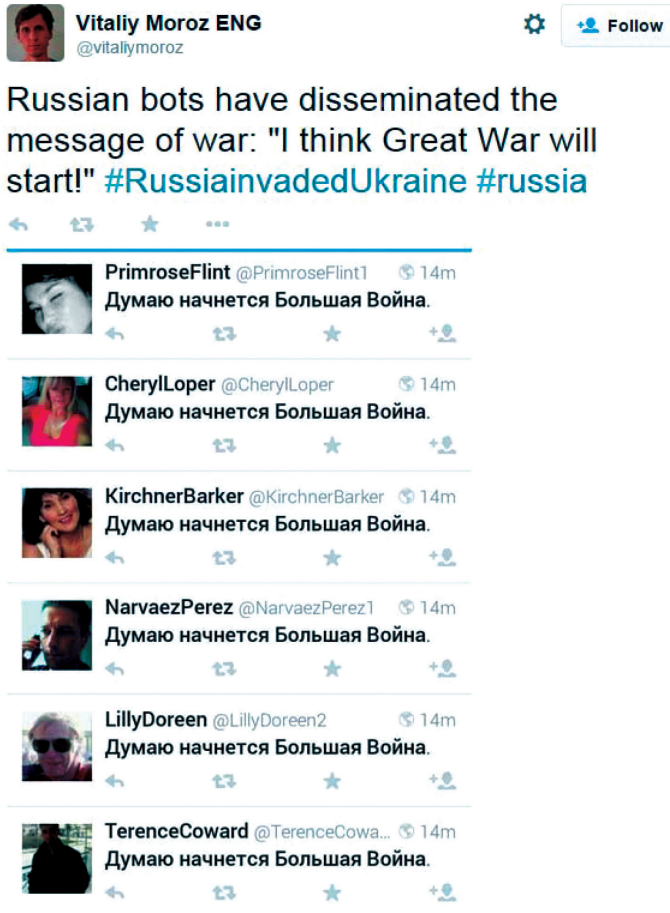 Vitaliy Moroz ENG
@vitaliymoroz
Follow
Russian bots have disseminated the
message of war: "I think Great War will
start!" #RussiainvadedUkraine #russia
PrimroseFlint @PrimroseFlint1 14m
Думаю начнется Большая Война.
CherylLoper @CherylLoper 14m
Думаю начнется Большая Война.
KirchnerBarker @KirchnerBarker 14m
Думаю начнется Большая Война.
NarvaezPerez @NarvaezPerez1 14m
Думаю начнется Большая Война.
LillyDoreen @LillyDoreen2 14m
Думаю начнется Большая Война.
TerenceCoward @TerenceCowa... 14m
Думаю начнется Большая Война.